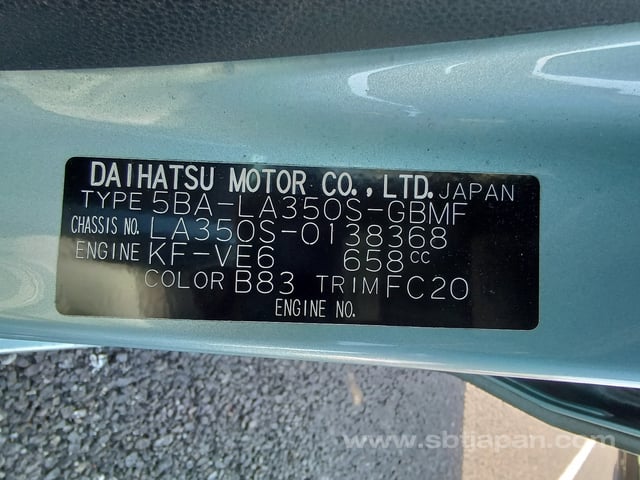 DAIHATSU MOTOR CO., LTD. JAPAN
TYPE 5BA-LA350S-GBMF
CHASSIS NO. LA350S-0138368
ENGINE KF-VE6 658cc
COLOR B83 TRIM FC20
ENGINE NO.
www.sbtjapan.com